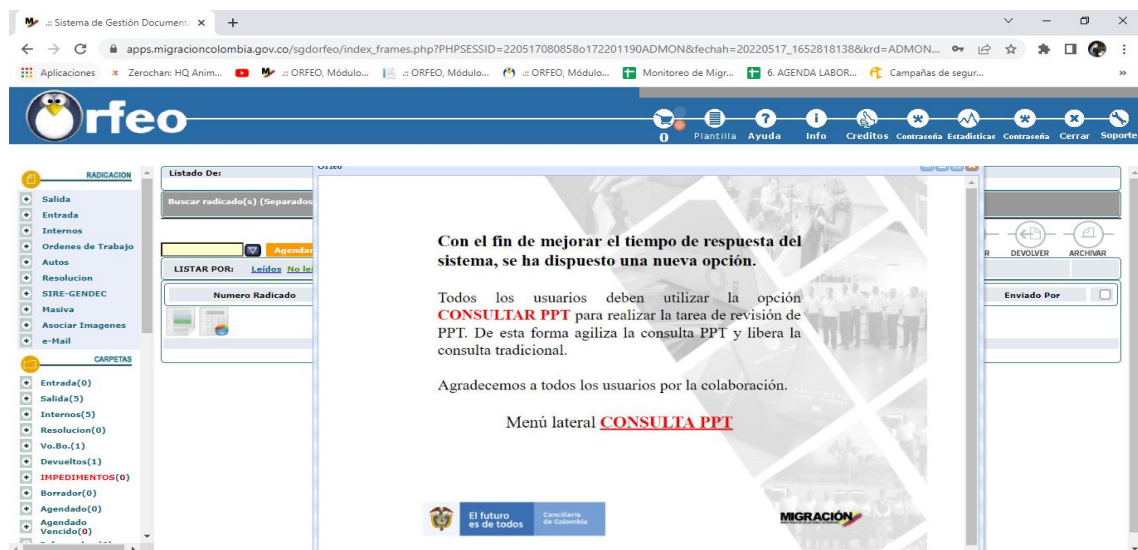 .:: Sistema de Gestión Document
apps.migracioncolombia.gov.co/sgdorfeo/index_frames.php?PHPSESSID=220517080858o172201190ADMON&fechah=20220517_1652818138&krd=ADMON...
Aplicaciones
Zerochan: HQ Anim...
.:: ORFEO, Módulo...
.:: ORFEO, Módulo...
.:: ORFEO, Módulo...
Monitoreo de Migr...
6. AGENDA LABOR...
Campañas de segur...
»
Orfeo
0 Plantilla Ayuda Info Creditos Contraseña Estadisticas Contraseña Cerrar Soporte
RADICACION
Salida
Entrada
Internos
Ordenes de Trabajo
Autos
Resolucion
SIRE-GENDEC
Masiva
Asociar Imagenes
e-Mail
CARPETAS
Entrada(0)
Salida(5)
Internos(5)
Resolucion(0)
Vo.Bo.(1)
Devueltos(1)
IMPEDIMENTOS(0)
Borrador(0)
Agendado(0)
Agendado
Vencido(0)
Listado De:
Buscar radicado(s) (Separados
Agendar
LISTAR POR: Leídos No leí
Numero Radicado
Orfeo
Con el fin de mejorar el tiempo de respuesta del
sistema, se ha dispuesto una nueva opción.
Todos los usuarios deben utilizar la opción
CONSULTAR PPT para realizar la tarea de revisión de
PPT. De esta forma agiliza la consulta PPT y libera la
consulta tradicional.
Agradecemos a todos los usuarios por la colaboración.
Menú lateral CONSULTA PPT
El futuro
es de todos
Cancillería
de Colombia
MIGRACIÓN
DEVOLVER ARCHIVAR
Enviado Por